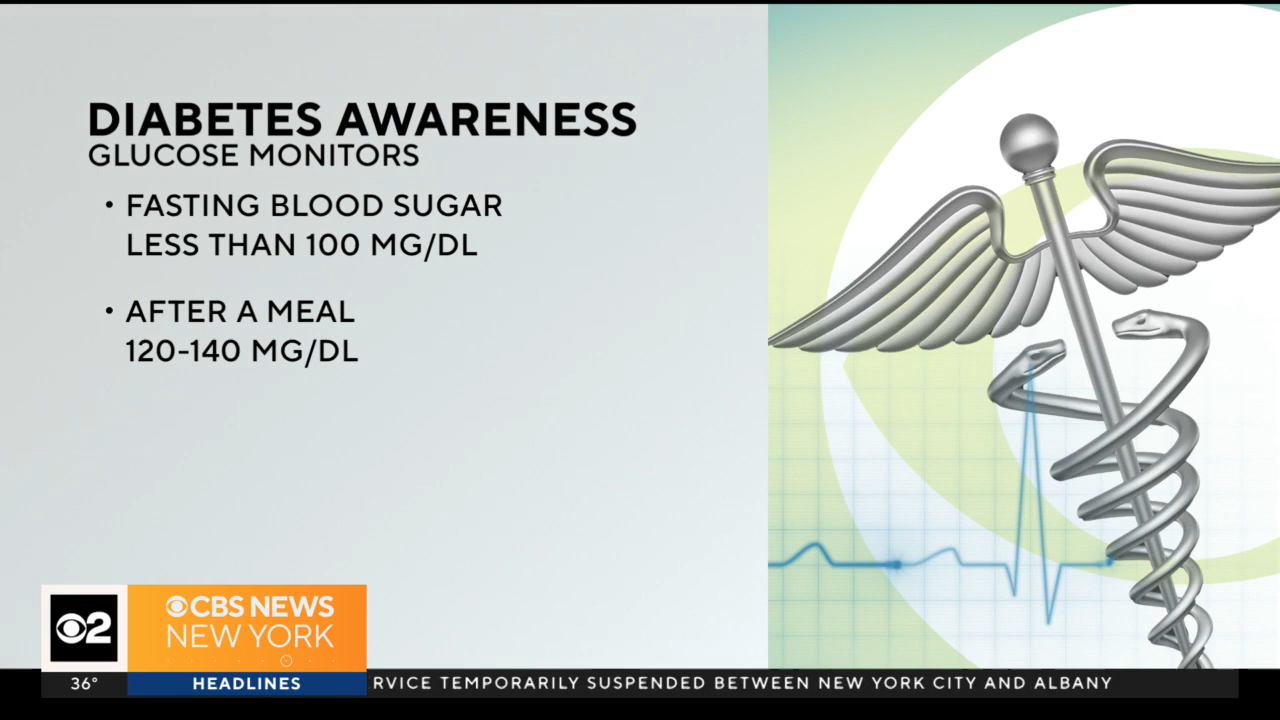 DIABETES AWARENESS
GLUCOSE MONITORS
• FASTING BLOOD SUGAR
LESS THAN 100 MG/DL
• AFTER A MEAL
120-140 MG/DL
2
CBS NEWS
NEW YORK
36°
HEADLINES
RVICE TEMPORARILY SUSPENDED BETWEEN NEW YORK CITY AND ALBANY